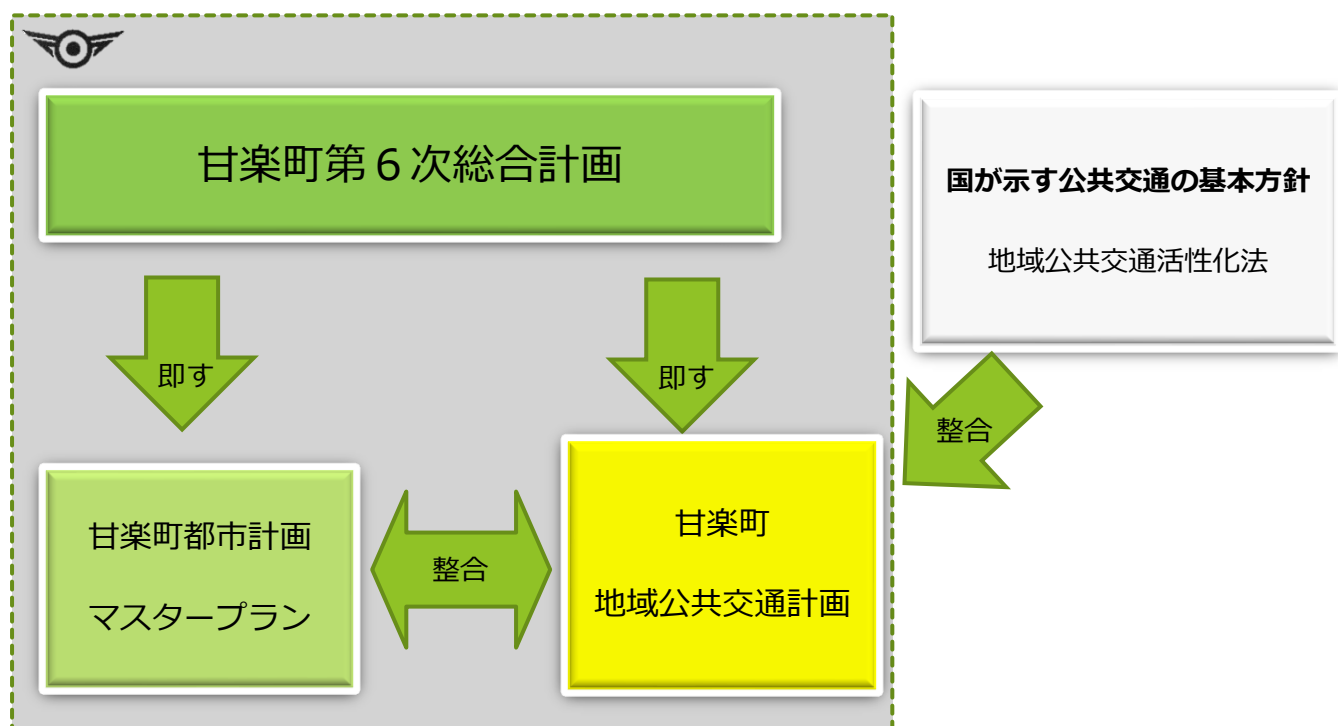 甘楽町第６次総合計画
国が示す公共交通の基本方針
地域公共交通活性化法
即す
即す
整合
甘楽町都市計画
マスタープラン
整合
甘楽町
地域公共交通計画